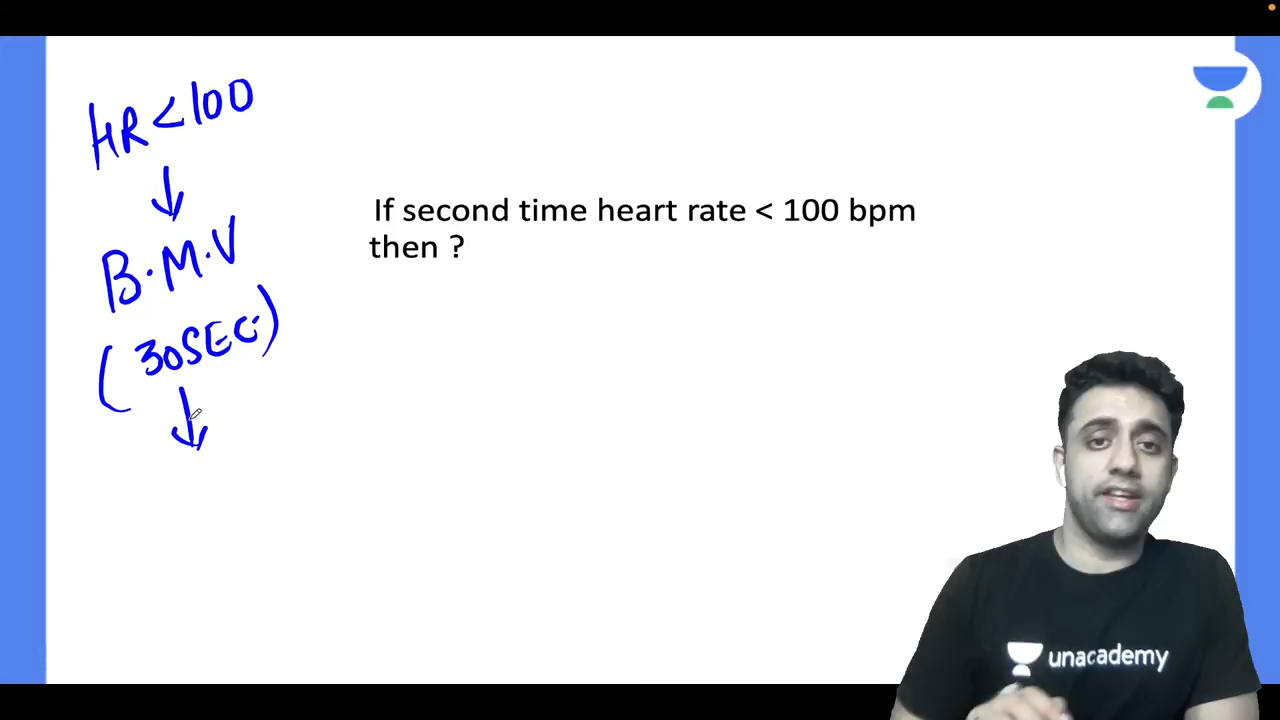 HR < 100
↓
B.M.V
(30SEC)
↓
If second time heart rate < 100 bpm
then ?
unacademy